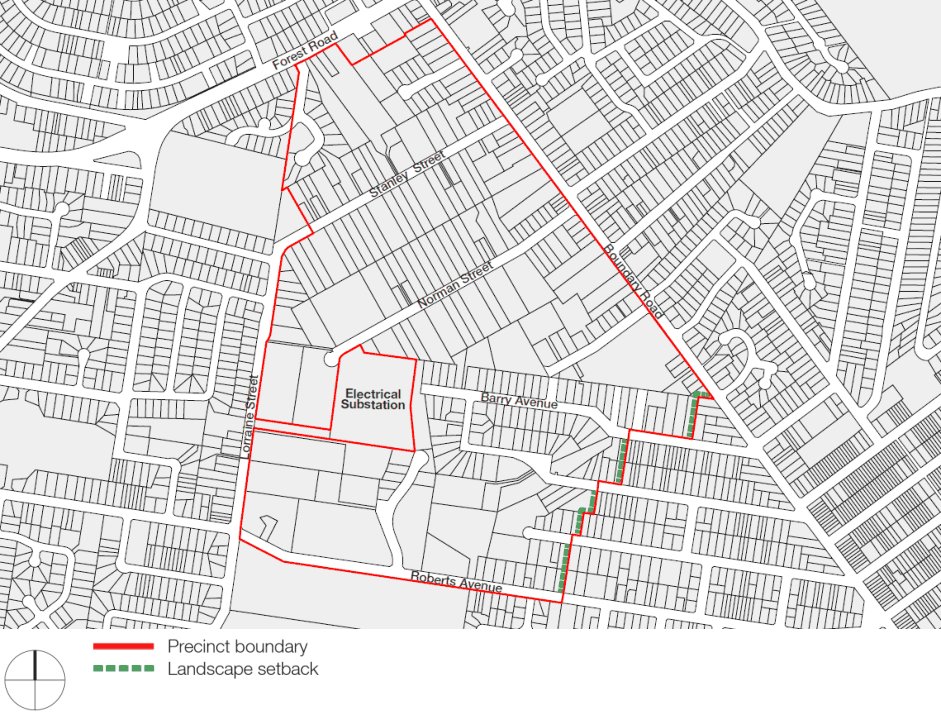 Forest Road
Stanley Street
Norman Street
Boundary Road
Electrical
Substation
Lorraine Street
Barry Avenue
Roberts Avenue
Precinct boundary
Landscape setback